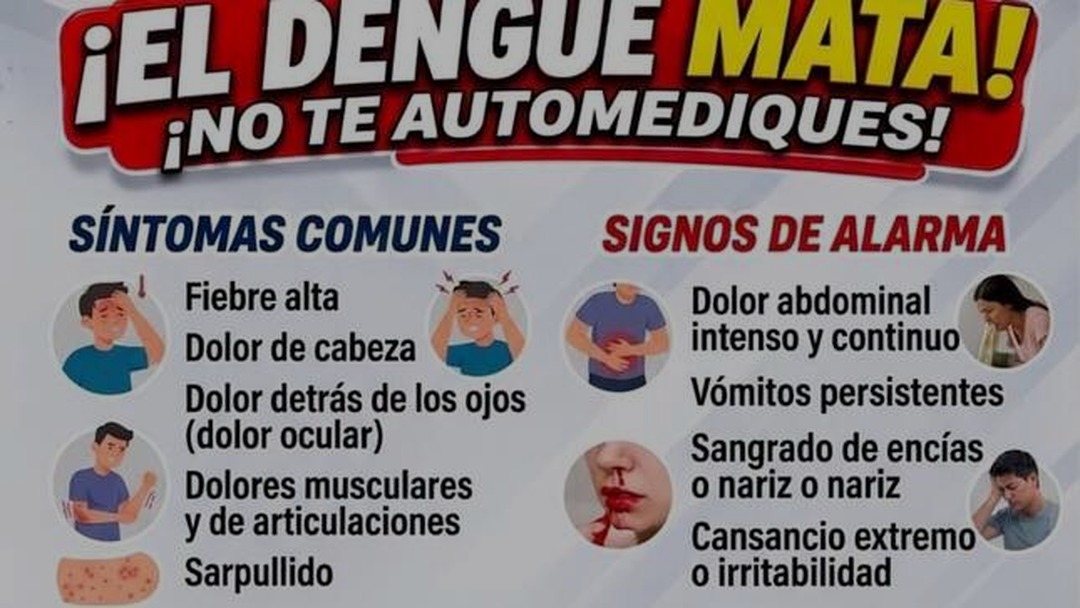 ¡EL DENGUE MATA!
¡NO TE AUTOMEDIQUES!
SÍNTOMAS COMUNES
Fiebre alta
Dolor de cabeza
Dolor detrás de los ojos
(dolor ocular)
Dolores musculares
y de articulaciones
Sarpullido
SIGNOS DE ALARMA
Dolor abdominal
intenso y continuo
Vómitos persistentes
Sangrado de encías
o nariz o nariz
Cansancio extremo
o irritabilidad